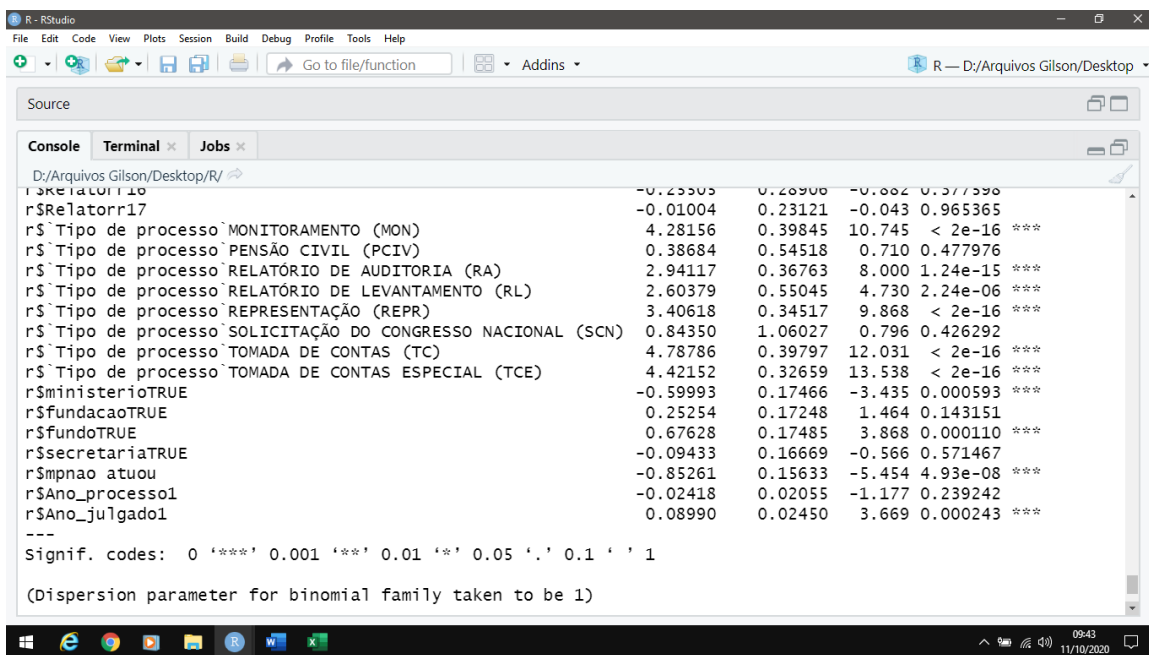 R - RStudio
File Edit Code View Plots Session Build Debug Profile Tools Help
Go to file/function Addins R — D:/Arquivos Gilson/Desktop
Source
Console Terminal Jobs
D:/Arquivos Gilson/Desktop/R/
r$Relatorr16 -0.25505 0.28906 -0.882 0.377598
r$Relatorr17 -0.01004 0.23121 -0.043 0.965365
r$`Tipo de processo`MONITORAMENTO (MON) 4.28156 0.39845 10.745 < 2e-16 ***
r$`Tipo de processo`PENSÃO CIVIL (PCIV) 0.38684 0.54518 0.710 0.477976
r$`Tipo de processo`RELATÓRIO DE AUDITORIA (RA) 2.94117 0.36763 8.000 1.24e-15 ***
r$`Tipo de processo`RELATÓRIO DE LEVANTAMENTO (RL) 2.60379 0.55045 4.730 2.24e-06 ***
r$`Tipo de processo`REPRESENTAÇÃO (REPR) 3.40618 0.34517 9.868 < 2e-16 ***
r$`Tipo de processo`SOLICITAÇÃO DO CONGRESSO NACIONAL (SCN) 0.84350 1.06027 0.796 0.426292
r$`Tipo de processo`TOMADA DE CONTAS (TC) 4.78786 0.39797 12.031 < 2e-16 ***
r$`Tipo de processo`TOMADA DE CONTAS ESPECIAL (TCE) 4.42152 0.32659 13.538 < 2e-16 ***
r$ministerioTRUE -0.59993 0.17466 -3.435 0.000593 ***
r$fundacaoTRUE 0.25254 0.17248 1.464 0.143151
r$fundoTRUE 0.67628 0.17485 3.868 0.000110 ***
r$secretariaTRUE -0.09433 0.16669 -0.566 0.571467
r$mpnao atuou -0.85261 0.15633 -5.454 4.93e-08 ***
r$Ano_processo1 -0.02418 0.02055 -1.177 0.239242
r$Ano_julgado1 0.08990 0.02450 3.669 0.000243 ***
---
Signif. codes: 0 ‘***’ 0.001 ‘**’ 0.01 ‘*’ 0.05 ‘.’ 0.1 ‘ ’ 1
(Dispersion parameter for binomial family taken to be 1)
09:43
11/10/2020